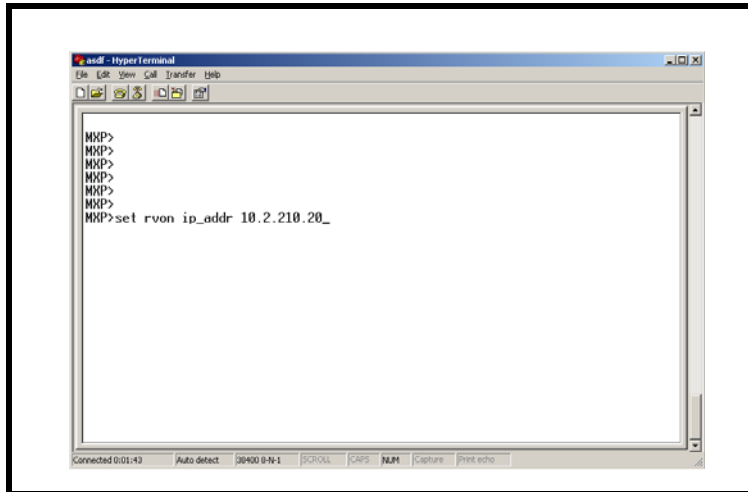 asdf - HyperTerminal
File Edit View Call Transfer Help
MXP>
MXP>
MXP>
MXP>
MXP>
MXP>
MXP>set rvon ip_addr 10.2.210.20_
Connected 0:01:43 Auto detect 38400 8-N-1 SCROLL CAPS NUM Capture Print echo